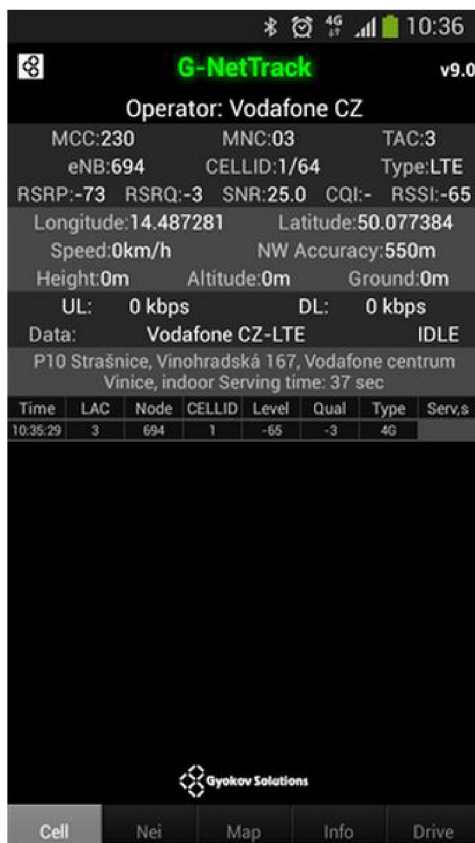 4G 10:36
G-NetTrack v9.0
Operator: Vodafone CZ
MCC:230 MNC:03 TAC:3
eNB:694 CELLID:1/64 Type:LTE
RSRP:-73 RSRQ:-3 SNR:25.0 CQI:- RSSI:-65
Longitude:14.487281 Latitude:50.077384
Speed:0km/h NW Accuracy:550m
Height:0m Altitude:0m Ground:0m
UL: 0 kbps DL: 0 kbps
Data: Vodafone CZ-LTE IDLE
P10 Strašnice, Vinohradská 167, Vodafone centrum
Vinice, indoor Serving time: 37 sec
Time LAC Node CELLID Level Qual Type Serv,s
10:35:29 3 694 1 -65 -3 4G
Gyokov Solutions
Cell Nei Map Info Drive